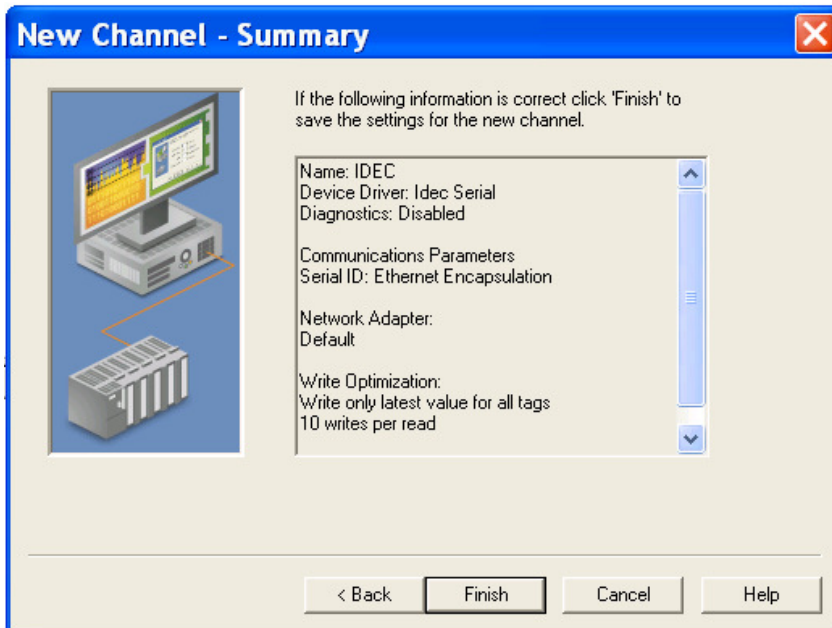 New Channel - Summary
If the following information is correct click 'Finish' to
save the settings for the new channel.
Name: IDEC
Device Driver: Idec Serial
Diagnostics: Disabled
Communications Parameters
Serial ID: Ethernet Encapsulation
Network Adapter:
Default
Write Optimization:
Write only latest value for all tags
10 writes per read
< Back
Finish
Cancel
Help